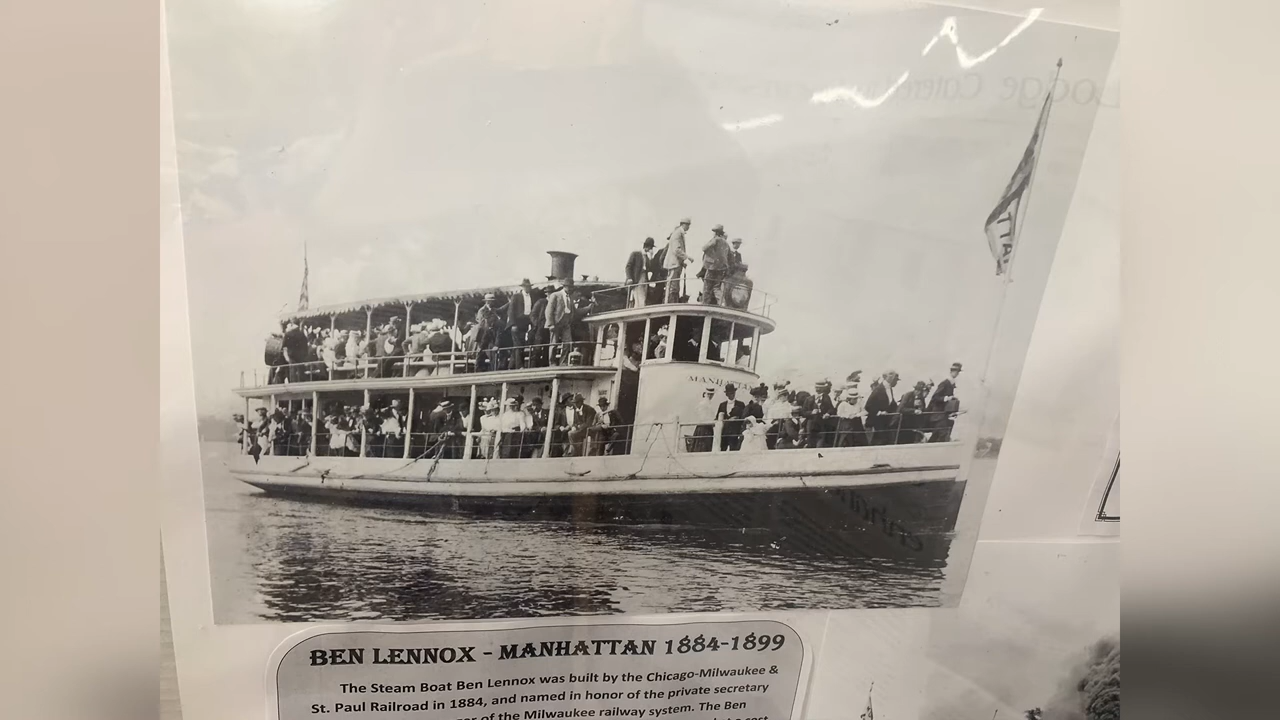 MANHATTAN
BEN LENNOX - MANHATTAN 1884-1899
The Steam Boat Ben Lennox was built by the Chicago-Milwaukee &
St. Paul Railroad in 1884, and named in honor of the private secretary
of the Milwaukee railway system. The Ben